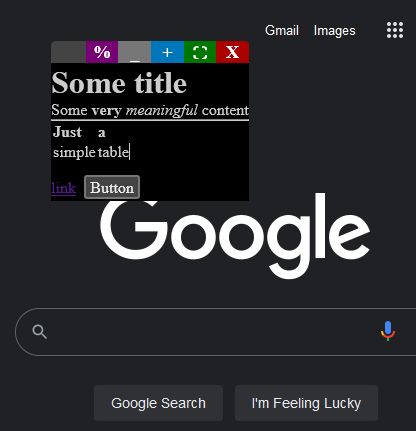 Gmail Images
% _ + X
Some title
Some very meaningful content
Just a
simple table
link Button
Google
Google Search I'm Feeling Lucky